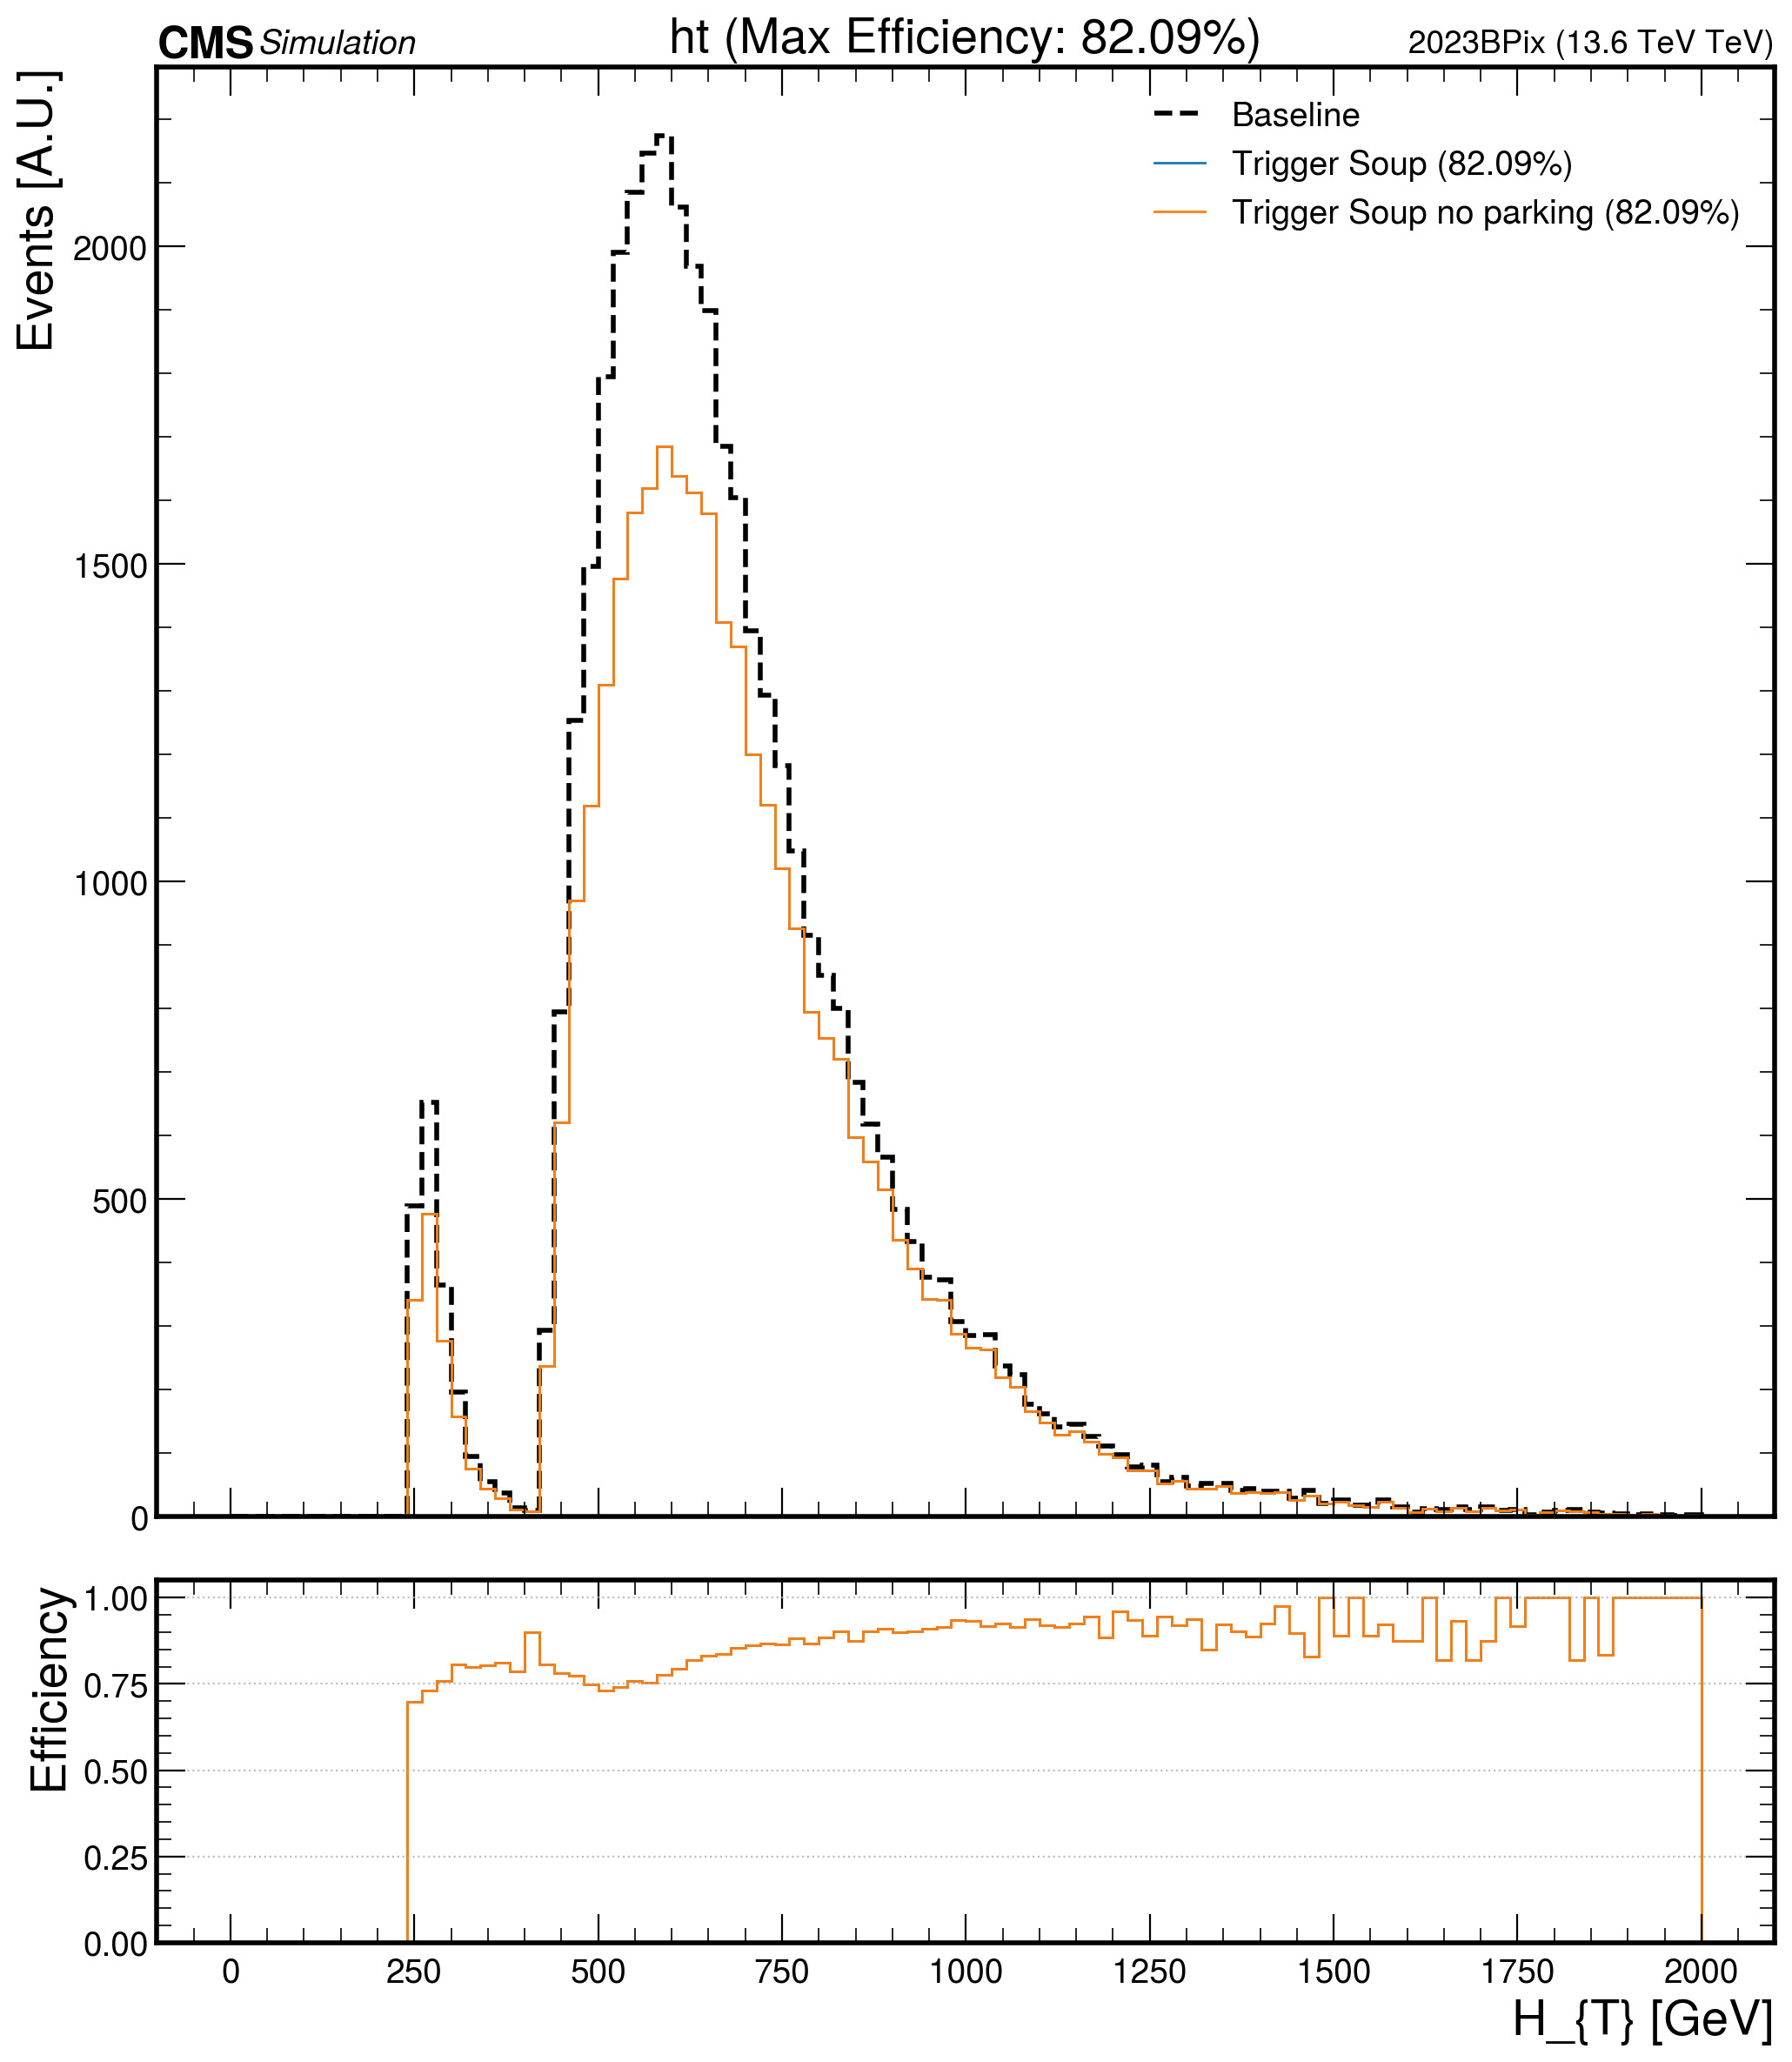 CMS Simulation
ht (Max Efficiency: 82.09%)
2023BPix (13.6 TeV TeV)
Events [A.U.]
Baseline
Trigger Soup (82.09%)
Trigger Soup no parking (82.09%)
2000
1500
1000
500
0
Efficiency
1.00
0.75
0.50
0.25
0.00
0 250 500 750 1000 1250 1500 1750 2000
H_{T} [GeV]